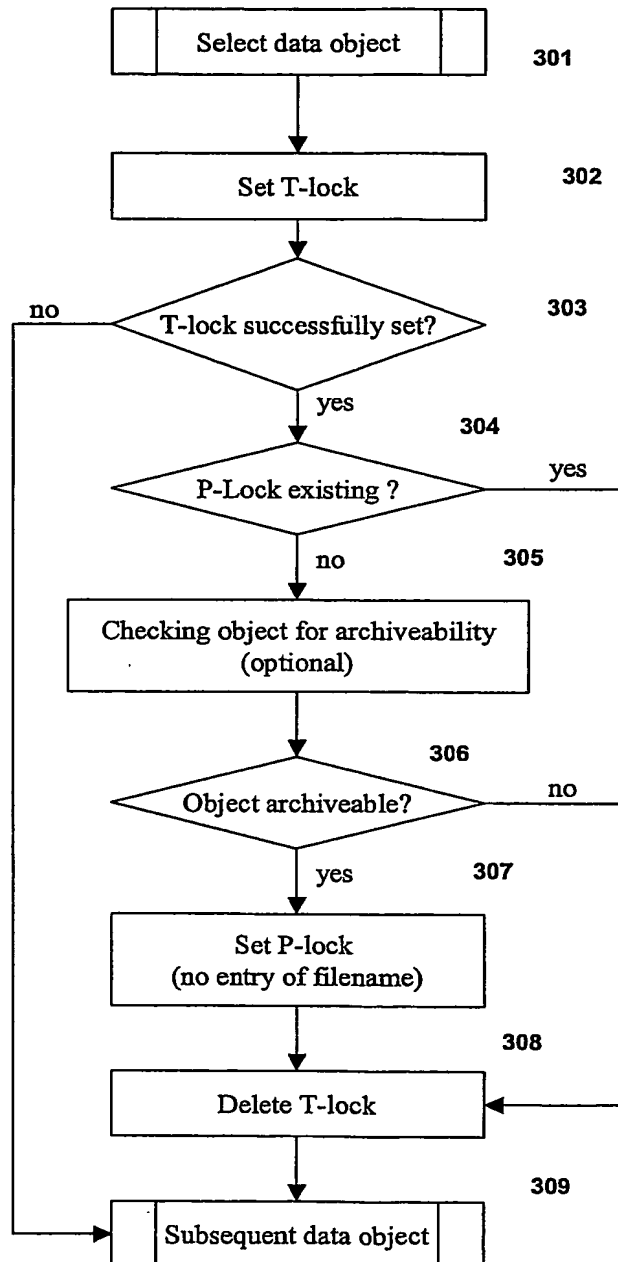 Select data object
301
Set T-lock
302
303
no
T-lock successfully set?
yes
304
P-Lock existing ?
yes
no
305
Checking object for archiveability
(optional)
306
Object archiveable?
no
yes
307
Set P-lock
(no entry of filename)
308
Delete T-lock
309
Subsequent data object